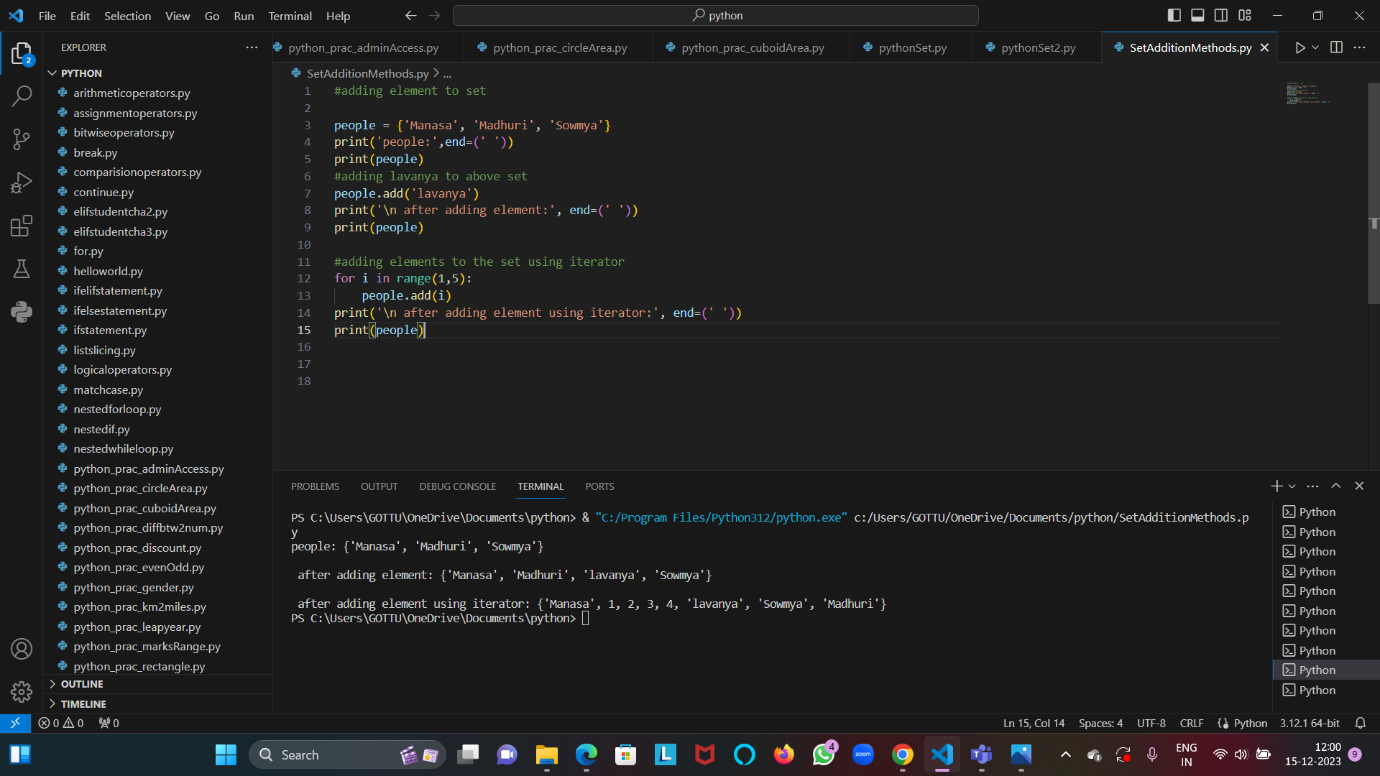 File Edit Selection View Go Run Terminal Help
python
EXPLORER
2
python_prac_adminAccess.py
python_prac_circleArea.py
python_prac_cuboidArea.py
pythonSet.py
pythonSet2.py
SetAdditionMethods.py
PYTHON
arithmeticoperators.py
assignmentoperators.py
bitwiseoperators.py
break.py
comparisionoperators.py
continue.py
elifstudentcha2.py
elifstudentcha3.py
for.py
helloworld.py
ifelifstatement.py
ifelsestatement.py
ifstatement.py
listslicing.py
logicaloperators.py
matchcase.py
nestedforloop.py
nestedif.py
nestedwhileloop.py
python_prac_adminAccess.py
python_prac_circleArea.py
python_prac_cuboidArea.py
python_prac_diffbtw2num.py
python_prac_discount.py
python_prac_evenOdd.py
python_prac_gender.py
python_prac_km2miles.py
python_prac_leapyear.py
python_prac_marksRange.py
python_prac_rectangle.py
OUTLINE
TIMELINE
SetAdditionMethods.py > ...
1 #adding element to set
2
3 people = {'Manasa', 'Madhuri', 'Sowmya'}
4 print('people:',end=(' '))
5 print(people)
6 #adding lavanya to above set
7 people.add('lavanya')
8 print('\n after adding element:', end=(' '))
9 print(people)
10
11 #adding elements to the set using iterator
12 for i in range(1,5):
13     people.add(i)
14 print('\n after adding element using iterator:', end=(' '))
15 print(people)
16
17
18
PROBLEMS OUTPUT DEBUG CONSOLE TERMINAL PORTS
PS C:\Users\GOTTU\OneDrive\Documents\python> & "C:/Program Files/Python312/python.exe" c:/Users/GOTTU/OneDrive/Documents/python/SetAdditionMethods.p
y
people: {'Manasa', 'Madhuri', 'Sowmya'}
after adding element: {'Manasa', 'Madhuri', 'lavanya', 'Sowmya'}
after adding element using iterator: {'Manasa', 1, 2, 3, 4, 'lavanya', 'Sowmya', 'Madhuri'}
PS C:\Users\GOTTU\OneDrive\Documents\python>
Python
Python
Python
Python
Python
Python
Python
Python
Python
Python
0 0 0
Ln 15, Col 14 Spaces: 4 UTF-8 CRLF Python 3.12.1 64-bit
Search
L
4
zoom
ENG
IN
12:00
15-12-2023
9